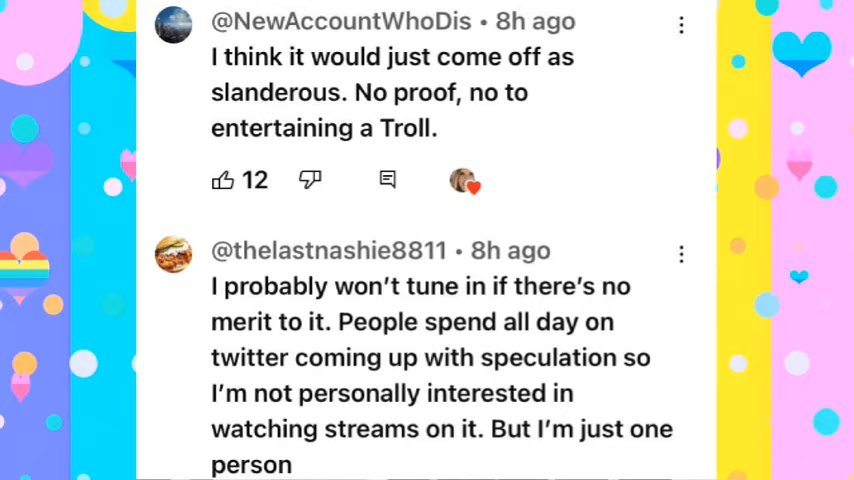 @NewAccountWhoDis • 8h ago
I think it would just come off as
slanderous. No proof, no to
entertaining a Troll.
12
@thelastnashie8811 • 8h ago
I probably won't tune in if there's no
merit to it. People spend all day on
twitter coming up with speculation so
I'm not personally interested in
watching streams on it. But I'm just one
person